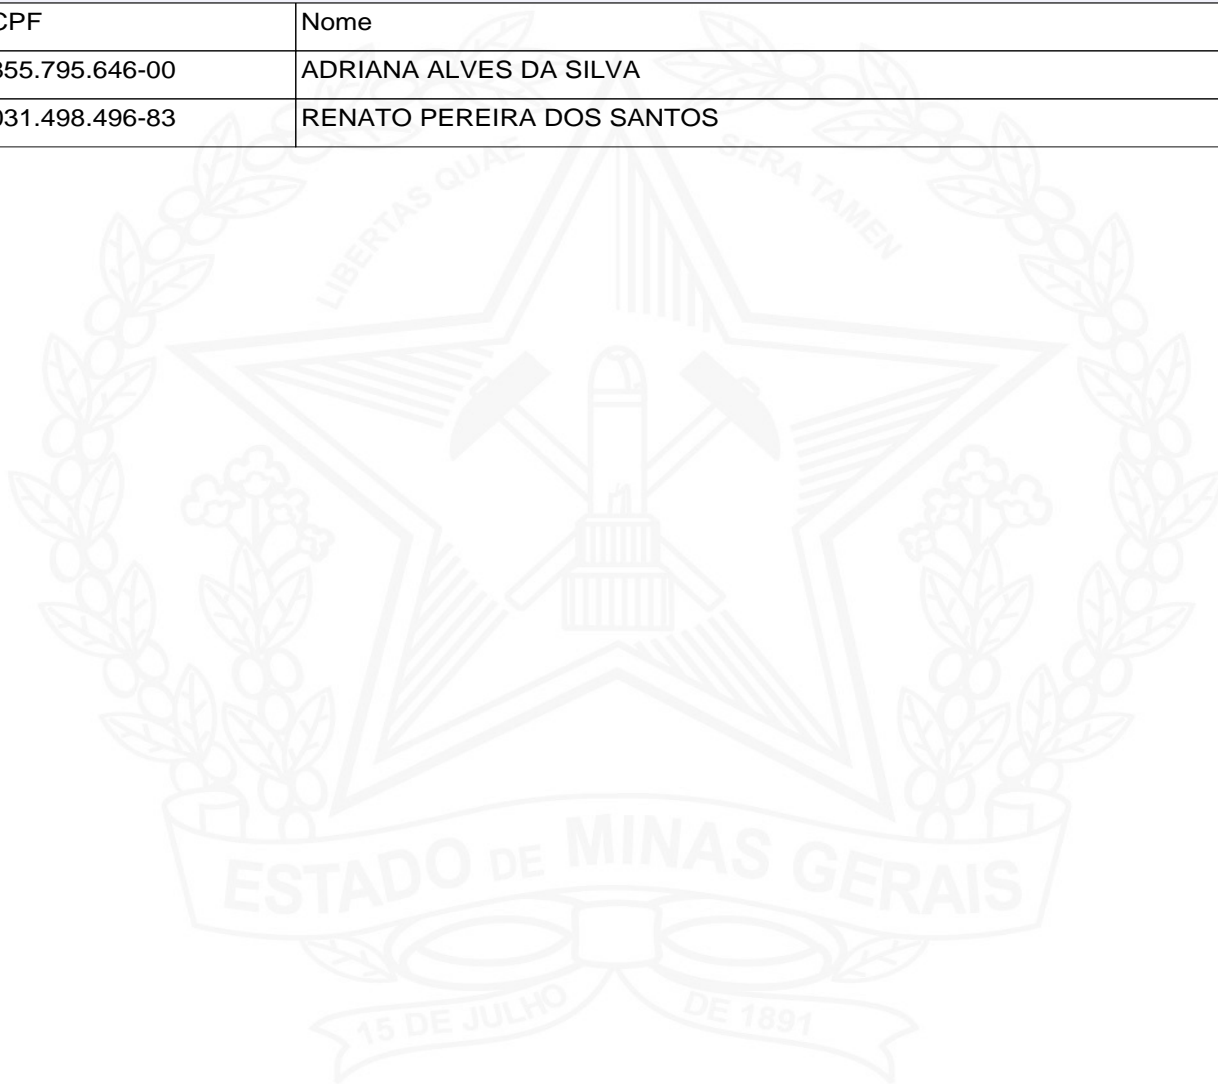 CPF Nome
855.795.646-00 ADRIANA ALVES DA SILVA
031.498.496-83 RENATO PEREIRA DOS SANTOS
LIBERTAS QUAE SERA TAMEN
ESTADO DE MINAS GERAIS
15 DE JULHO DE 1891